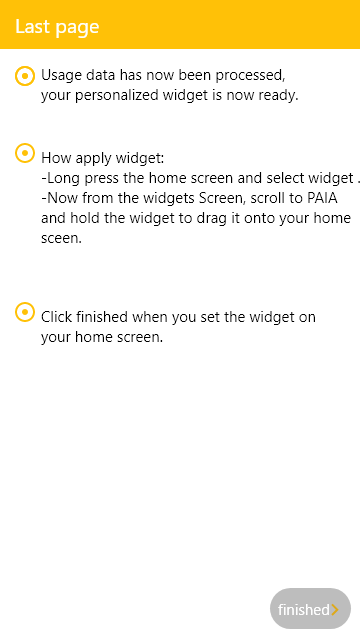 Last page
Usage data has now been processed,
your personalized widget is now ready.
How apply widget:
-Long press the home screen and select widget .
-Now from the widgets Screen, scroll to PAIA
and hold the widget to drag it onto your home
sceen.
Click finished when you set the widget on
your home screen.
finished